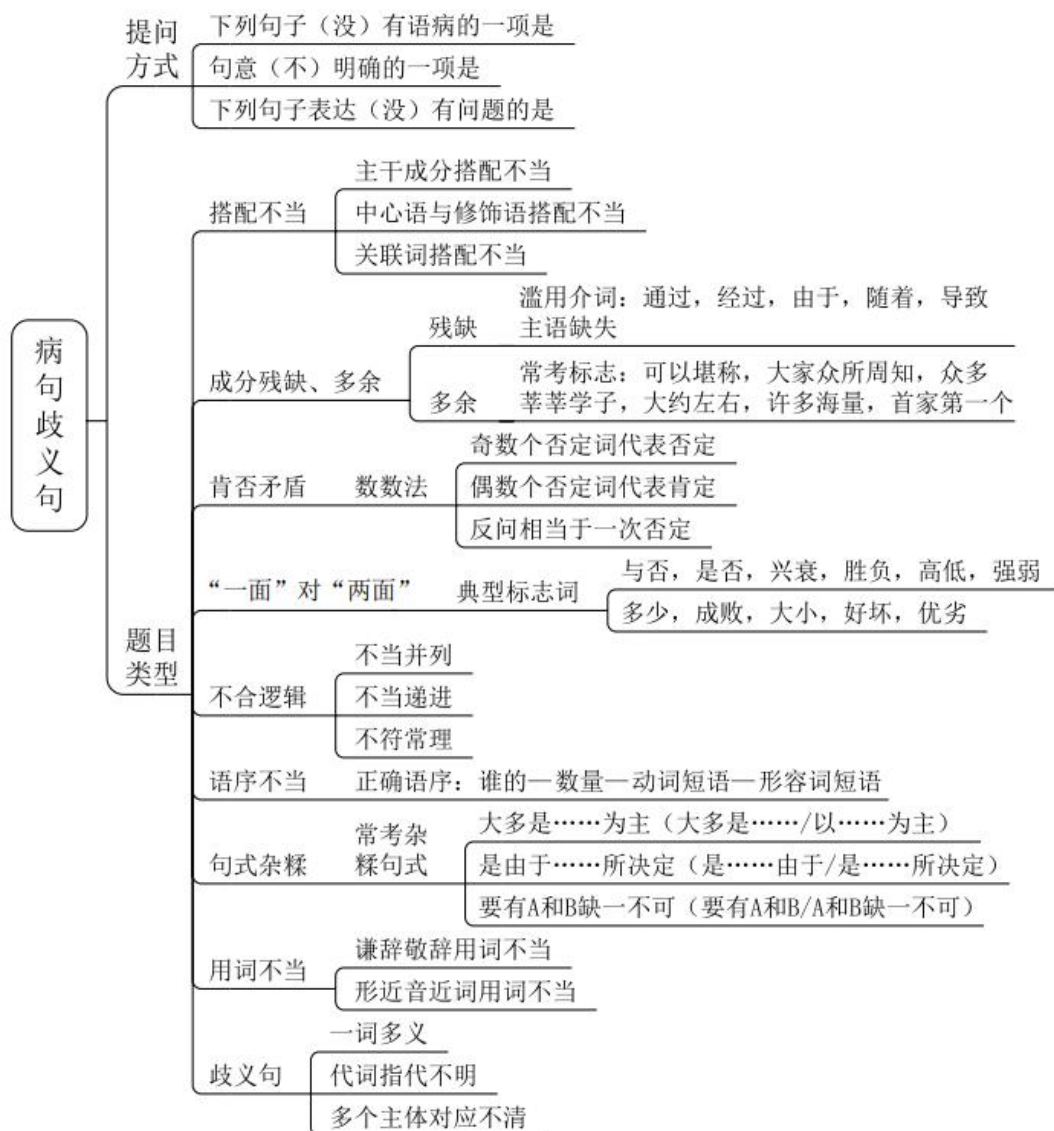 病句歧义句
提问
方式
下列句子（没）有语病的一项是
句意（不）明确的一项是
下列句子表达（没）有问题的是
题目
类型
搭配不当
主干成分搭配不当
中心语与修饰语搭配不当
关联词搭配不当
成分残缺、多余
残缺
滥用介词：通过，经过，由于，随着，导致
主语缺失
多余
常考标志：可以堪称，大家众所周知，众多
莘莘学子，大约左右，许多海量，首家第一个
肯否矛盾
数数法
奇数个否定词代表否定
偶数个否定词代表肯定
反问相当于一次否定
“一面”对“两面”
典型标志词
与否，是否，兴衰，胜负，高低，强弱
多少，成败，大小，好坏，优劣
不合逻辑
不当并列
不当递进
不符常理
语序不当
正确语序：谁的—数量—动词短语—形容词短语
句式杂糅
常考杂
糅句式
大多是……为主（大多是……/以……为主）
是由于……所决定（是……由于/是……所决定）
要有A和B缺一不可（要有A和B/A和B缺一不可）
用词不当
谦辞敬辞用词不当
形近音近词用词不当
歧义句
一词多义
代词指代不明
多个主体对应不清